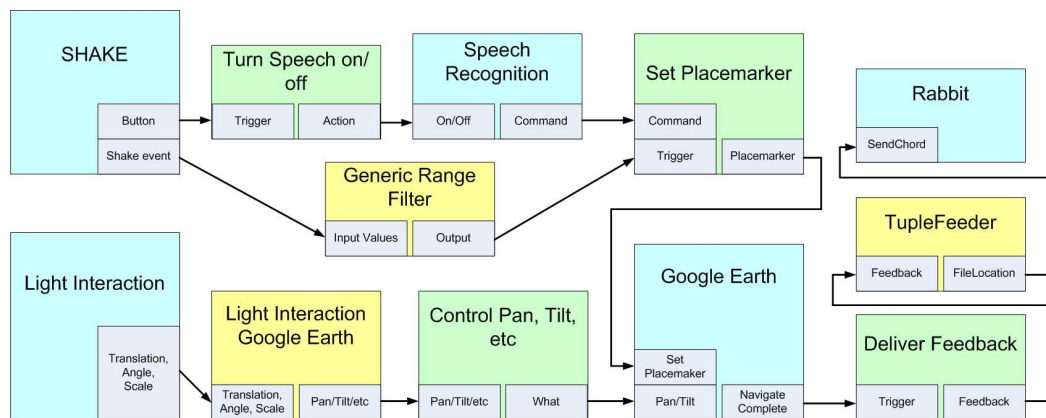 SHAKE
Button
Shake event
Turn Speech on/
off
Trigger
Action
Speech
Recognition
On/Off
Command
Set Placemarker
Command
Trigger
Placemarker
Rabbit
SendChord
Generic Range
Filter
Input Values
Output
TupleFeeder
Feedback
FileLocation
Light Interaction
Translation,
Angle,
Scale
Light Interaction
Google Earth
Translation,
Angle, Scale
Pan/Tilt/etc
Control Pan, Tilt,
etc
Pan/Tilt/etc
What
Google Earth
Set
Placemaker
Pan/Tilt
Navigate
Complete
Deliver Feedback
Trigger
Feedback